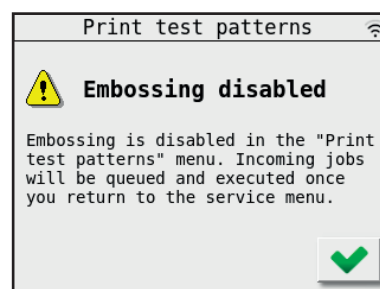 Print test patterns
Embossing disabled
Embossing is disabled in the "Print
test patterns" menu. Incoming jobs
will be queued and executed once
you return to the service menu.